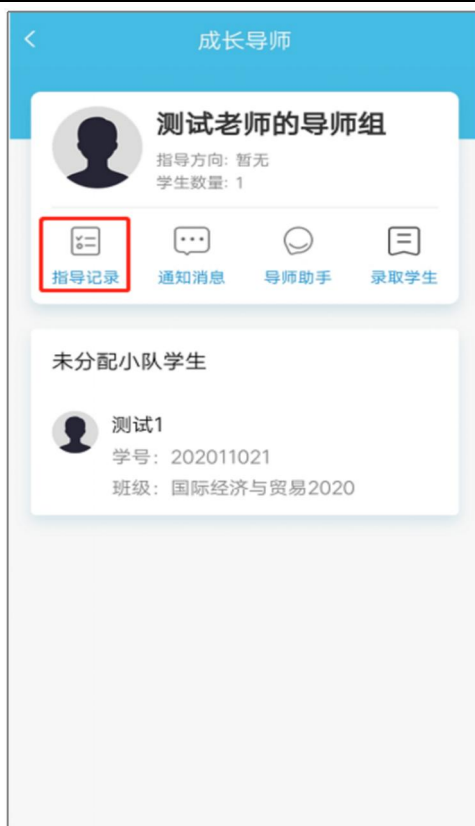 成长导师
测试老师的导师组
指导方向: 暂无
学生数量: 1
指导记录 通知消息 导师助手 录取学生
未分配小队学生
测试1
学号: 202011021
班级: 国际经济与贸易2020